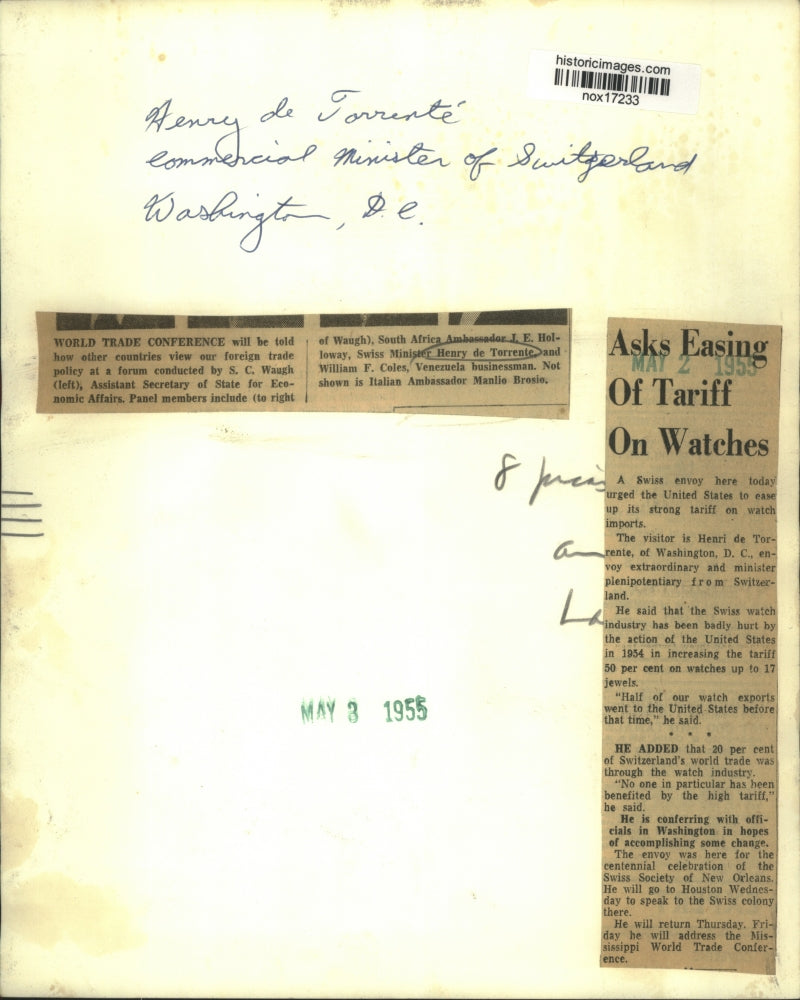 historicimages.com
nox17233
Henry de Torrenté
Commercial Minister of Switzerland
Washington, D.C.
WORLD TRADE CONFERENCE will be told
how other countries view our foreign trade
policy at a forum conducted by S. C. Waugh
(left), Assistant Secretary of State for Eco-
nomic Affairs. Panel members include (to right
of Waugh), South Africa Ambassador J. E. Hol-
loway, Swiss Minister Henry de Torrente, and
William F. Coles, Venezuela businessman. Not
shown is Italian Ambassador Manlio Brosio.
Asks Easing
MAY 2 1955
Of Tariff
On Watches
A Swiss envoy here today
urged the United States to ease
up its strong tariff on watch
imports.
The visitor is Henri de Tor-
rente, of Washington, D. C., en-
voy extraordinary and minister
plenipotentiary from Switzer-
land.
He said that the Swiss watch
industry has been badly hurt by
the action of the United States
in 1954 in increasing the tariff
50 per cent on watches up to 17
jewels.
"Half of our watch exports
went to the United States before
that time," he said.
* * *
HE ADDED that 20 per cent
of Switzerland's world trade was
through the watch industry.
"No one in particular has been
benefited by the high tariff,"
he said.
He is conferring with offi-
cials in Washington in hopes
of accomplishing some change.
The envoy was here for the
centennial celebration of the
Swiss Society of New Orleans.
He will go to Houston Wednes-
day to speak to the Swiss colony
there.
He will return Thursday. Fri-
day he will address the Mis-
sissippi World Trade Confer-
ence.
8
MAY 3 1955